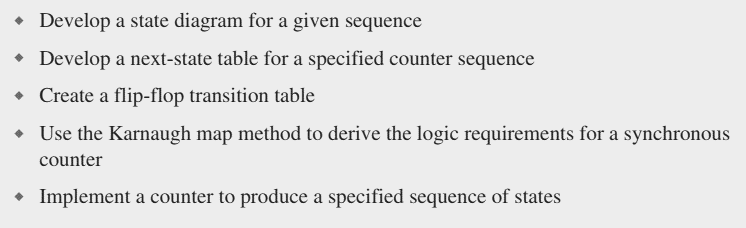 ◆ Develop a state diagram for a given sequence
◆ Develop a next-state table for a specified counter sequence
◆ Create a flip-flop transition table
◆ Use the Karnaugh map method to derive the logic requirements for a synchronous
counter
◆ Implement a counter to produce a specified sequence of states